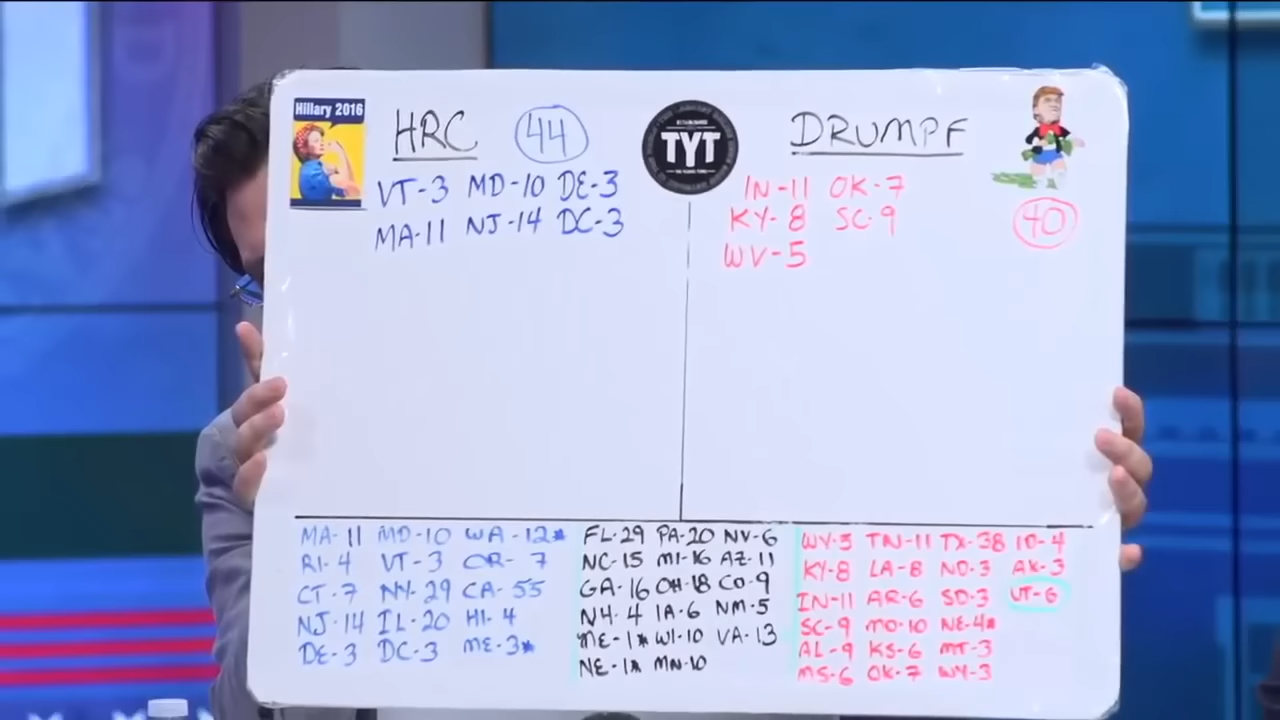 Hillary 2016
HRC 44
TYT
DRUMPF
40
VT-3 MD-10 DE-3
MA-11 NJ-14 DC-3
IN-11 OK-7
KY-8 SC-9
WV-5
MA-11 MD-10 WA-12*
RI-4 VT-3 OR-7
CT-7 NY-29 CA-55
NJ-14 IL-20 HI-4
DE-3 DC-3 ME-3*
FL-29 PA-20 NV-6
NC-15 MI-16 AZ-11
GA-16 OH-18 CO-9
NH-4 IA-6 NM-5
ME-1* WI-10 VA-13
NE-1* MN-10
WV-5 TN-11 TX-38 ID-4
KY-8 LA-8 ND-3 AK-3
IN-11 AR-6 SD-3 UT-6
SC-9 MO-10 NE-4*
AL-9 KS-6 MT-3
MS-6 OK-7 WY-3